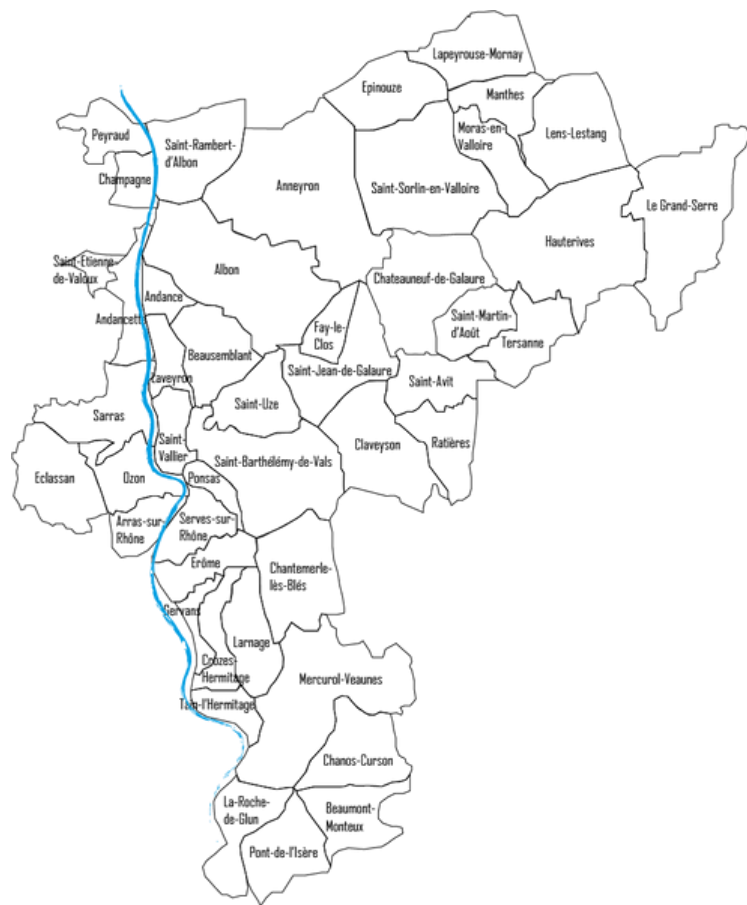 Lapeyrouse-Mornay
Epinouze
Manthes
Peyraud
Saint-Rambert-
d'Albon
Moras-en-
Valloire
Lens-Lestang
Champagne
Anneyron
Saint-Sorlin-en-Valloire
Le Grand-Serre
Hauterives
Saint-Etienne-
de-Valoux
Albon
Chateauneuf-de-Galaure
Andance
Andancett
Saint-Martin-
d'Août
Fay-le-
Clos
Tersanne
Beausemblant
Saint-Jean-de-Galaure
Laveyron
Saint-Avit
Saint-Uze
Sarras
Saint-
Vallier
Claveyson
Ratières
Saint-Barthélémy-de-Vals
Eclassan
Ozon
Ponsas
Arras-sur-
Rhône
Serves-sur-
Rhône
Erôme
Chantemerle-
lès-Blés
Gervans
Larnage
Crozes-
Hermitage
Mercurol-Veaunes
Tain-l'Hermitage
Chanos-Curson
La-Roche-
de-Glun
Beaumont-
Monteux
Pont-de-l'Isère